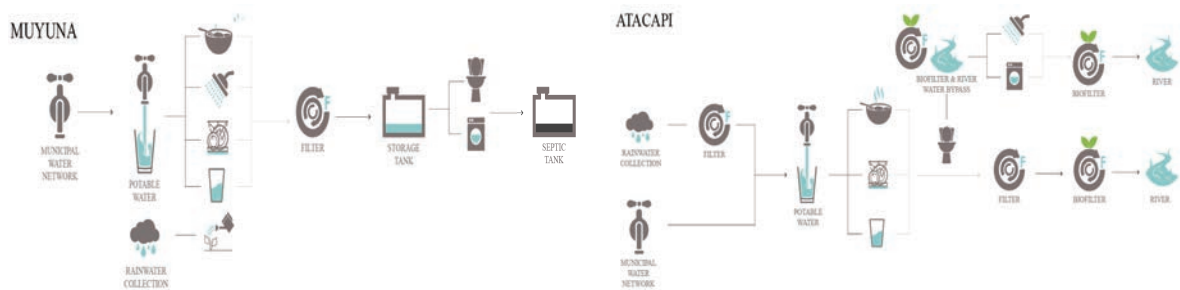 MUYUNA
MUNICIPAL
WATER
NETWORK
POTABLE
WATER
RAINWATER
COLLECTION
F
FILTER
STORAGE
TANK
SEPTIC
TANK
ATACAPI
F
BIOFILTER & RIVER
WATER BYPASS
F
BIOFILTER
RIVER
RAINWATER
COLLECTION
F
FILTER
MUNICIPAL
WATER
NETWORK
POTABLE
WATER
F
FILTER
F
BIOFILTER
RIVER